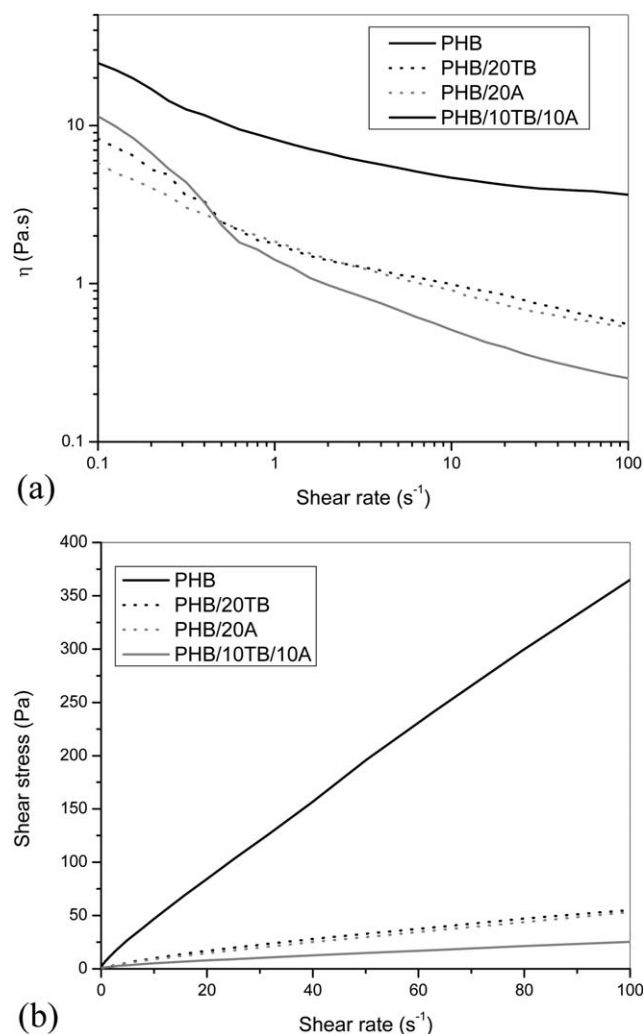 PHB
PHB/20TB
PHB/20A
PHB/10TB/10A
10
1
0.1
η (Pa.s)
0.1 1 10 100
Shear rate (s⁻¹)
(a)
PHB
PHB/20TB
PHB/20A
PHB/10TB/10A
400
350
300
250
200
150
100
50
0
Shear stress (Pa)
0 20 40 60 80 100
Shear rate (s⁻¹)
(b)